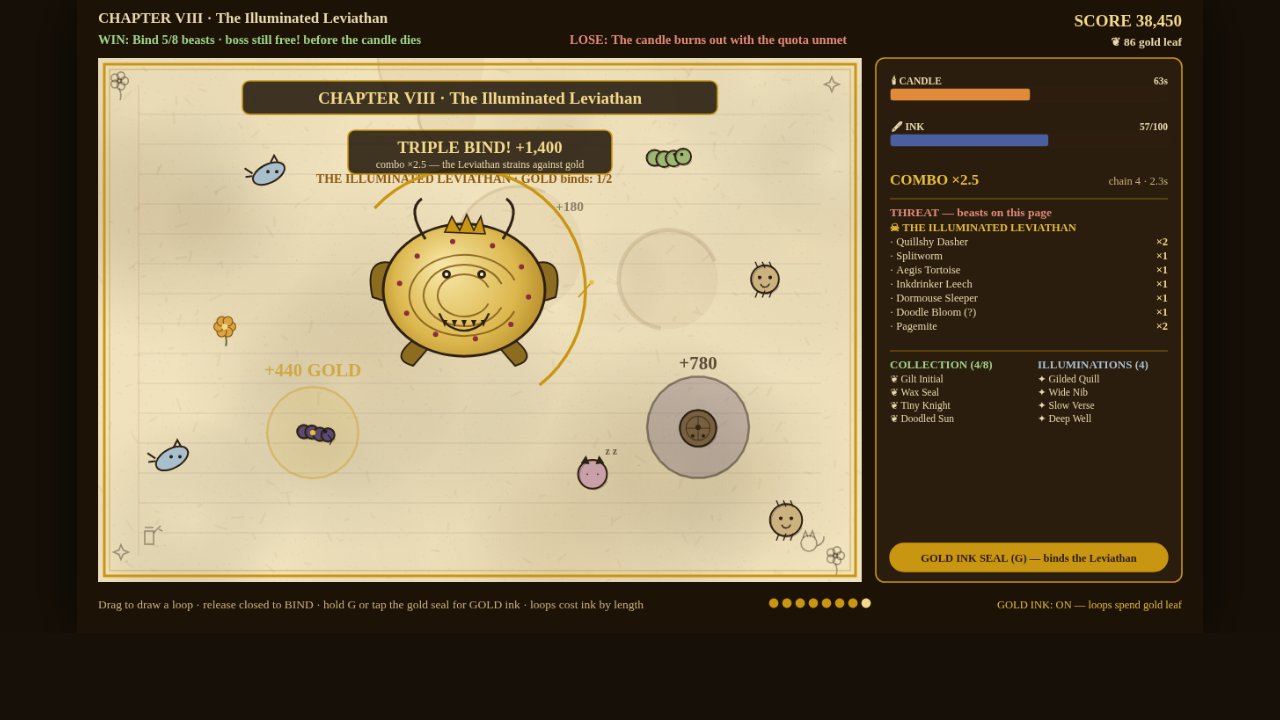 CHAPTER VIII · The Illuminated Leviathan
SCORE 38,450
WIN: Bind 5/8 beasts · boss still free! before the candle dies
LOSE: The candle burns out with the quota unmet
❦ 86 gold leaf
CHAPTER VIII · The Illuminated Leviathan
TRIPLE BIND! +1,400
combo ×2.5 — the Leviathan strains against gold
THE ILLUMINATED LEVIATHAN · GOLD binds: 1/2
+180
+440 GOLD
+780
z z
🕯 CANDLE
63s
🖋 INK
57/100
COMBO ×2.5
chain 4 · 2.3s
THREAT — beasts on this page
☠ THE ILLUMINATED LEVIATHAN
· Quillshy Dasher ×2
· Splitworm ×1
· Aegis Tortoise ×1
· Inkdrinker Leech ×1
· Dormouse Sleeper ×1
· Doodle Bloom (?) ×1
· Pagemite ×2
COLLECTION (4/8)
❦ Gilt Initial
❦ Wax Seal
❦ Tiny Knight
❦ Doodled Sun
ILLUMINATIONS (4)
✦ Gilded Quill
✦ Wide Nib
✦ Slow Verse
✦ Deep Well
GOLD INK SEAL (G) — binds the Leviathan
Drag to draw a loop · release closed to BIND · hold G or tap the gold seal for GOLD ink · loops cost ink by length
GOLD INK: ON — loops spend gold leaf